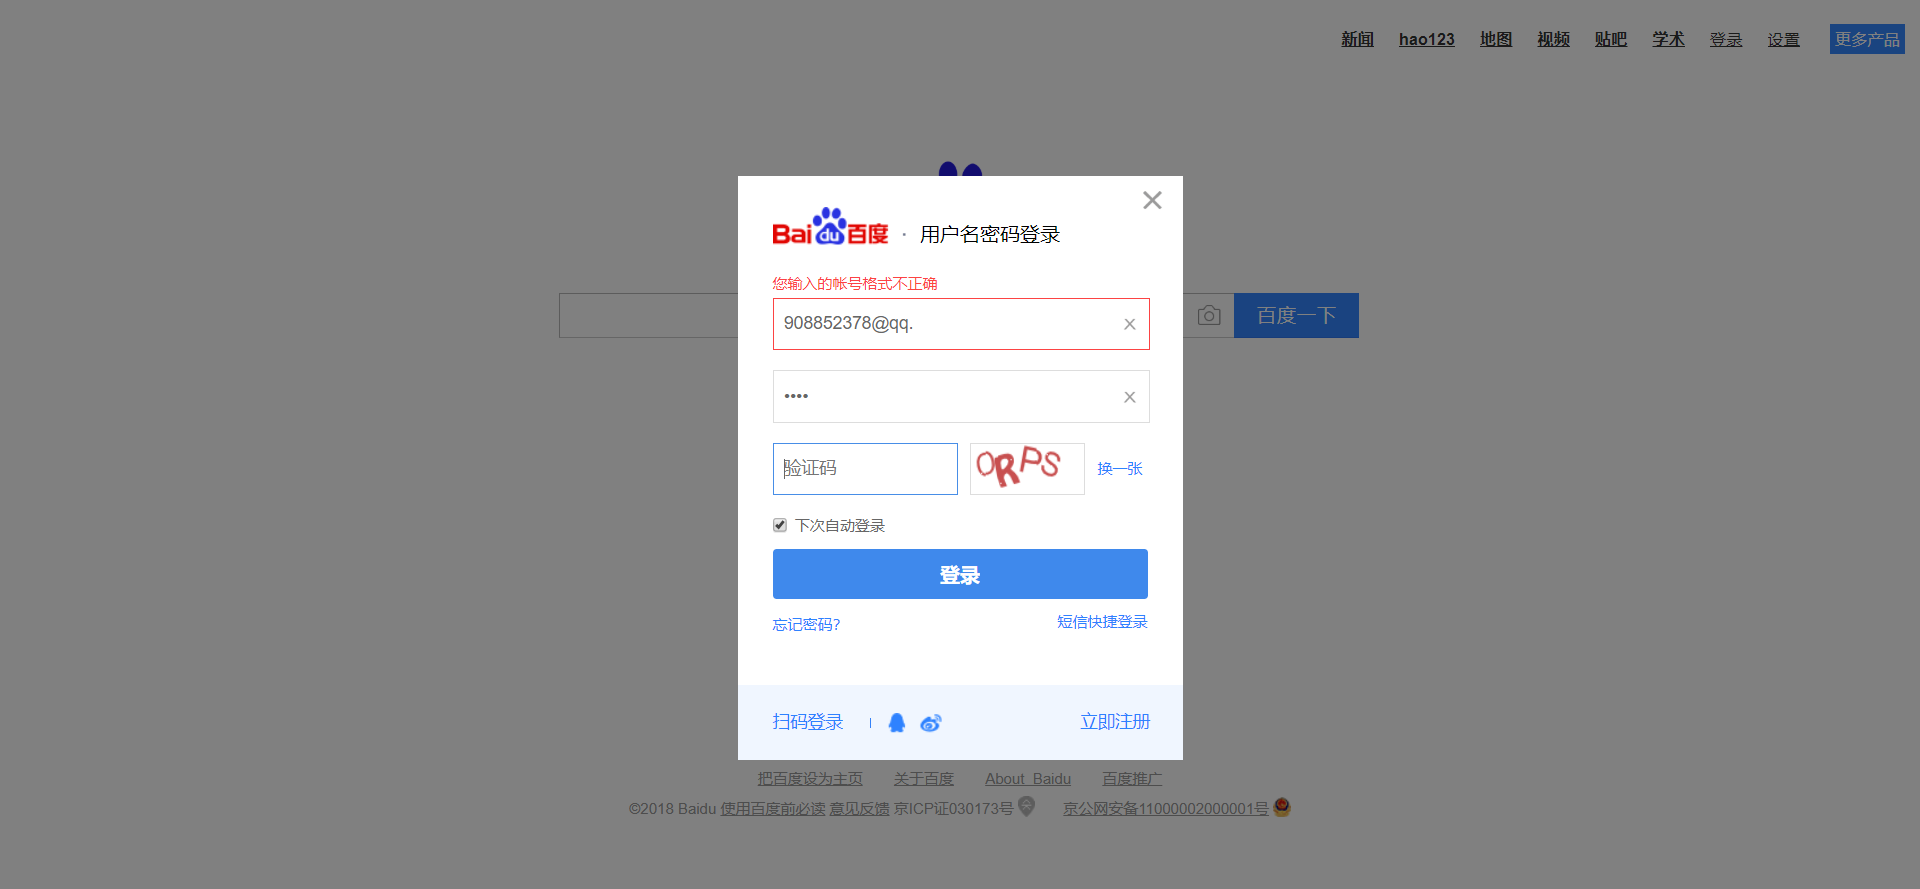 新闻 hao123 地图 视频 贴吧 学术 登录 设置 更多产品
Bai du 百度 · 用户名密码登录
您输入的帐号格式不正确
908852378@qq.
百度一下
••••
验证码 ORPS 换一张
下次自动登录
登录
忘记密码? 短信快捷登录
扫码登录 立即注册
把百度设为主页 关于百度 About Baidu 百度推广
©2018 Baidu 使用百度前必读 意见反馈 京ICP证030173号 京公网安备11000002000001号